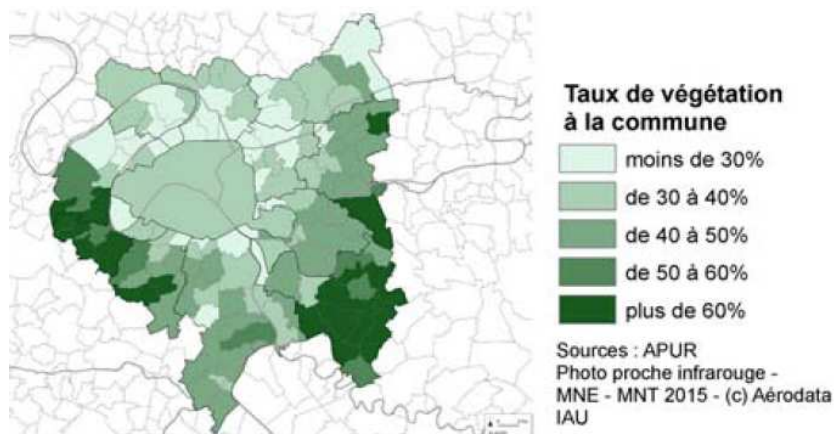 Taux de végétation
à la commune
moins de 30%
de 30 à 40%
de 40 à 50%
de 50 à 60%
plus de 60%
Sources : APUR
Photo proche infrarouge -
MNE - MNT 2015 - (c) Aérodata
IAU